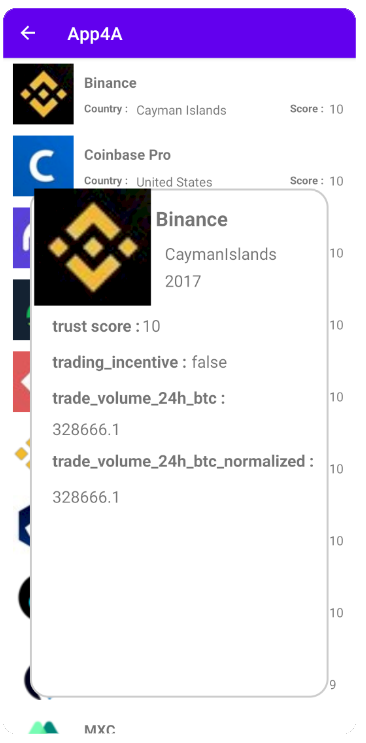 App4A
Binance
Country : Cayman Islands Score : 10
Coinbase Pro
Country : United States Score : 10
Binance
CaymanIslands
10
2017
trust score : 10
10
trading_incentive : false
trade_volume_24h_btc :
10
328666.1
trade_volume_24h_btc_normalized :
10
328666.1
10
10
9
MXC